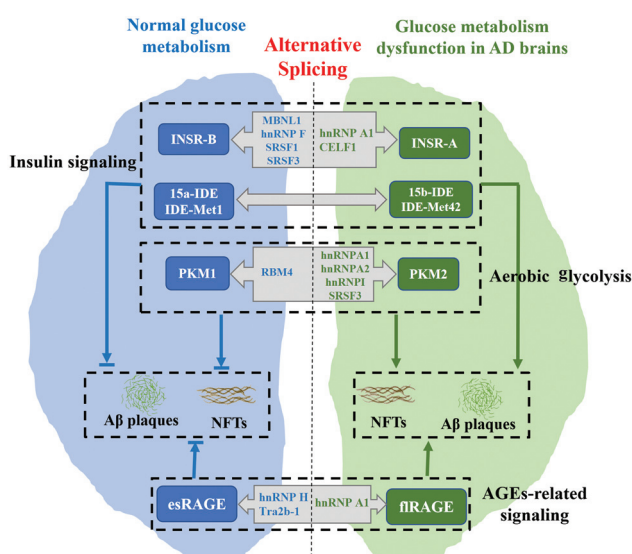 Normal glucose
metabolism
Alternative
Splicing
Glucose metabolism
dysfunction in AD brains
Insulin signaling
INSR-B
MBNL1
hnRNP F
SRSF1
SRSF3
hnRNP A1
CELF1
INSR-A
15a-IDE
IDE-Met1
15b-IDE
IDE-Met42
PKM1
RBM4
hnRNPA1
hnRNPA2
hnRNPI
SRSF3
PKM2
Aerobic glycolysis
Aβ plaques
NFTs
NFTs
Aβ plaques
esRAGE
hnRNP H
Tra2b-1
hnRNP A1
flRAGE
AGEs-related
signaling